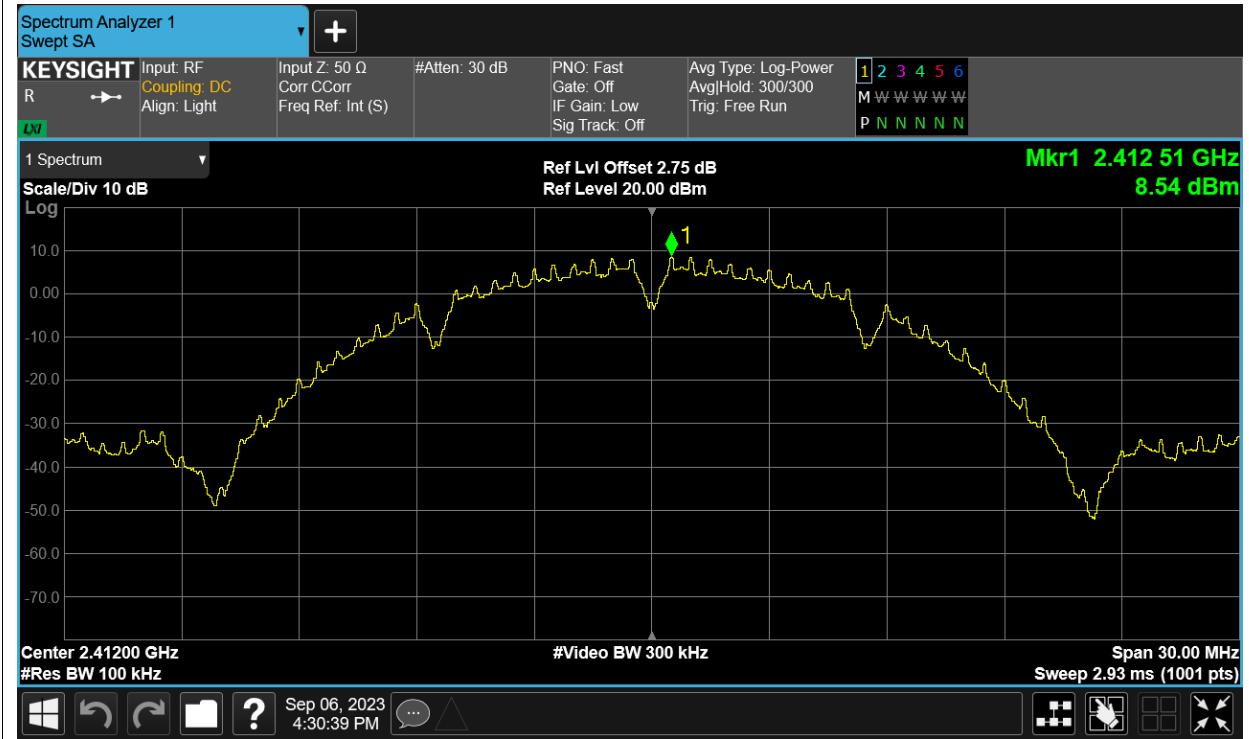 Spectrum Analyzer 1
Swept SA
+
KEYSIGHT
R
LXI
Input: RF
Coupling: DC
Align: Light
Input Z: 50 Ω
Corr CCorr
Freq Ref: Int (S)
#Atten: 30 dB
PNO: Fast
Gate: Off
IF Gain: Low
Sig Track: Off
Avg Type: Log-Power
Avg|Hold: 300/300
Trig: Free Run
1 2 3 4 5 6
M W W W W W
P N N N N N
1 Spectrum
Scale/Div 10 dB
Log
Ref Lvl Offset 2.75 dB
Ref Level 20.00 dBm
Mkr1 2.412 51 GHz
8.54 dBm
1
10.0
0.00
-10.0
-20.0
-30.0
-40.0
-50.0
-60.0
-70.0
Center 2.41200 GHz
#Video BW 300 kHz
Span 30.00 MHz
#Res BW 100 kHz
Sweep 2.93 ms (1001 pts)
?
Sep 06, 2023
4:30:39 PM